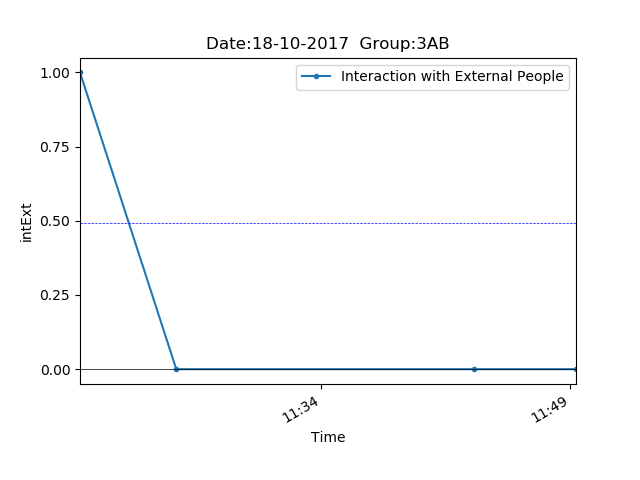 Date:18-10-2017  Group:3AB
Interaction with External People
1.00
0.75
0.50
0.25
0.00
intExt
11:34
11:49
Time